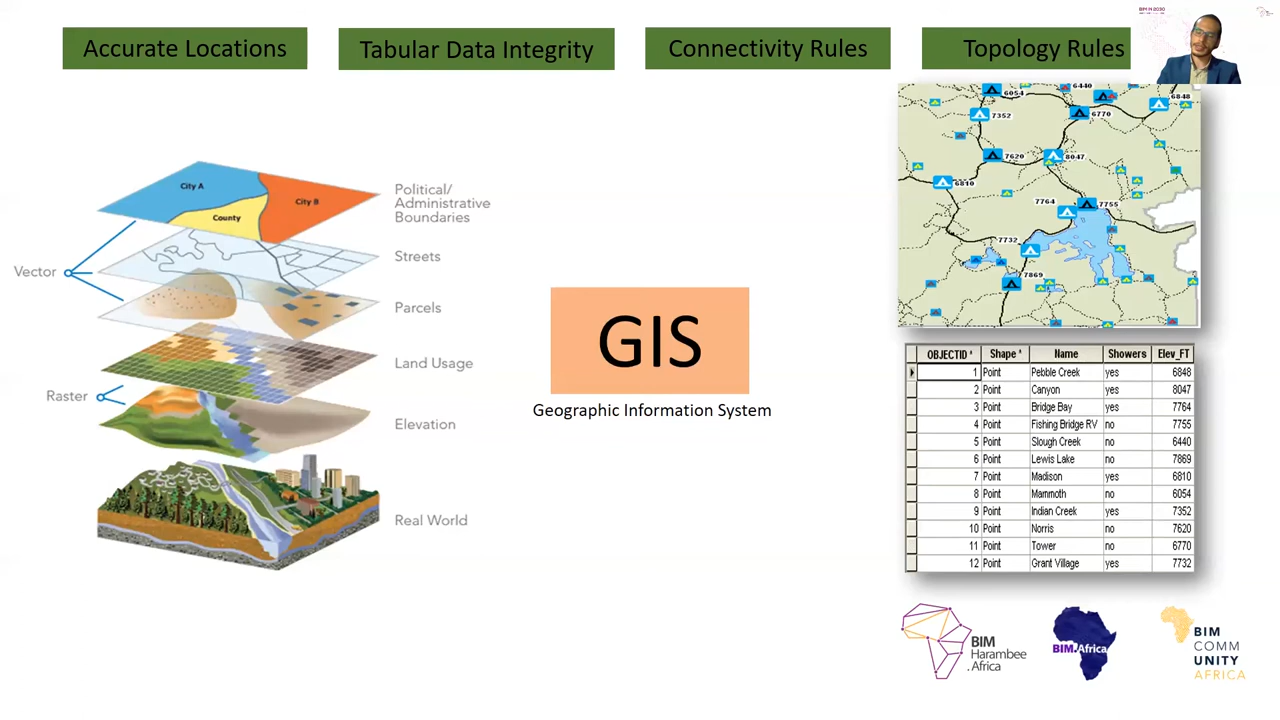 Accurate Locations
Tabular Data Integrity
Connectivity Rules
Topology Rules
BIM IN 2030
City A
City B
County
Political/
Administrative
Boundaries
Streets
Vector
Parcels
Land Usage
Raster
Elevation
Real World
GIS
Geographic Information System
6054
6440
6848
7352
6770
7620
8047
6810
7764
7755
7732
7869
OBJECTID * Shape * Name Showers Elev_FT
1 Point Pebble Creek yes 6848
2 Point Canyon yes 8047
3 Point Bridge Bay yes 7764
4 Point Fishing Bridge RV no 7755
5 Point Slough Creek no 6440
6 Point Lewis Lake no 7869
7 Point Madison yes 6810
8 Point Mammoth no 6054
9 Point Indian Creek yes 7352
10 Point Norris no 7620
11 Point Tower no 6770
12 Point Grant Village yes 7732
BIM
Harambee
.Africa
BIM.Africa
BIM
COMM
UNITY
AFRICA